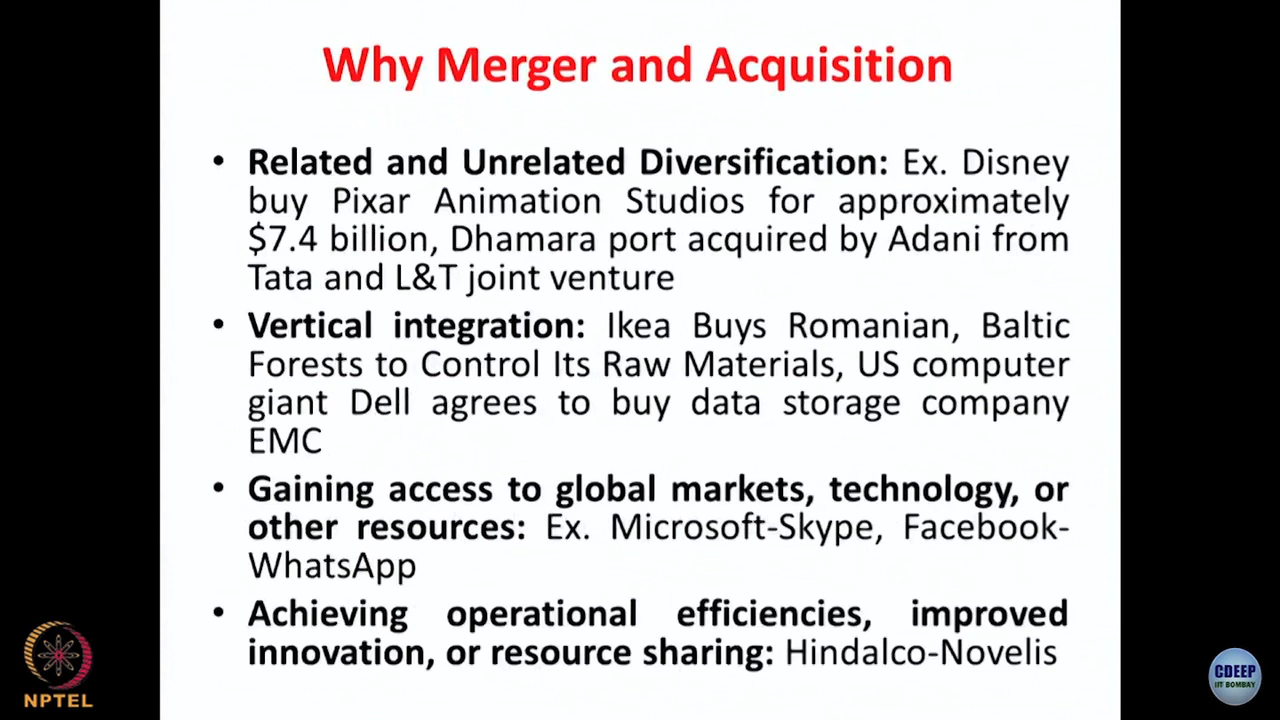 Why Merger and Acquisition
• Related and Unrelated Diversification: Ex. Disney
buy Pixar Animation Studios for approximately
$7.4 billion, Dhamara port acquired by Adani from
Tata and L&T joint venture
• Vertical integration: Ikea Buys Romanian, Baltic
Forests to Control Its Raw Materials, US computer
giant Dell agrees to buy data storage company
EMC
• Gaining access to global markets, technology, or
other resources: Ex. Microsoft-Skype, Facebook-
WhatsApp
• Achieving operational efficiencies, improved
innovation, or resource sharing: Hindalco-Novelis
NPTEL
CDEEP
IIT BOMBAY